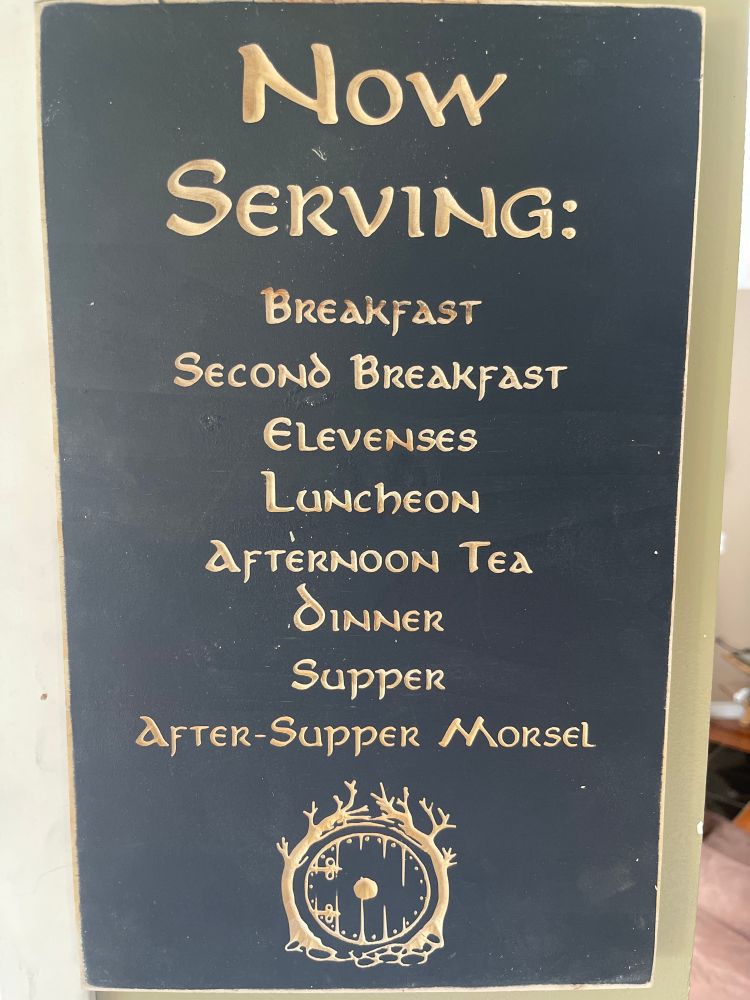 Now
Serving:
Breakfast
Second Breakfast
Elevenses
Luncheon
Afternoon Tea
Dinner
Supper
After-Supper Morsel